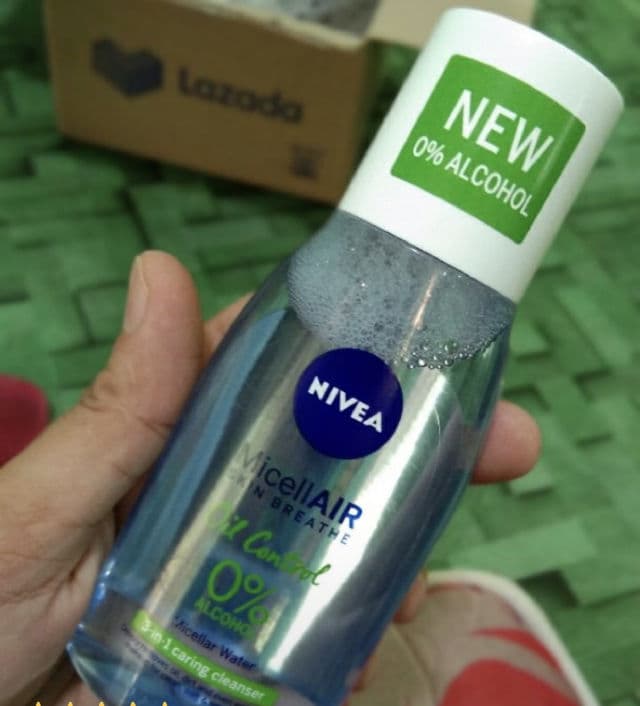 Lazada
NEW
0% ALCOHOL
NIVEA
MicellAIR
SKIN BREATHE
Oil Control
0%
ALCOHOL
Micellar Water
3-in-1 caring cleanser